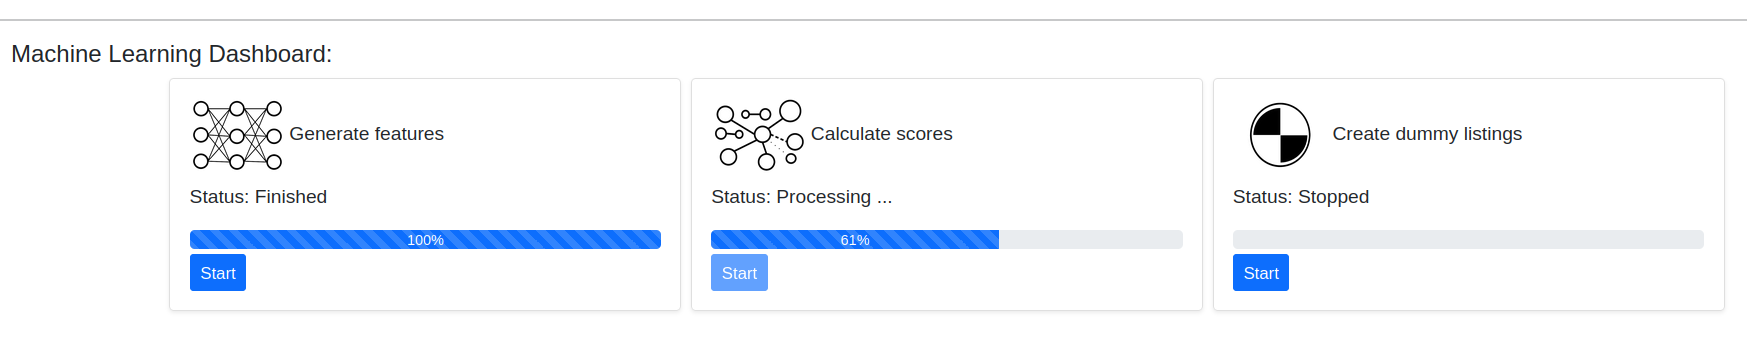 Machine Learning Dashboard:
Generate features
Status: Finished
100%
Start
Calculate scores
Status: Processing ...
61%
Start
Create dummy listings
Status: Stopped
Start